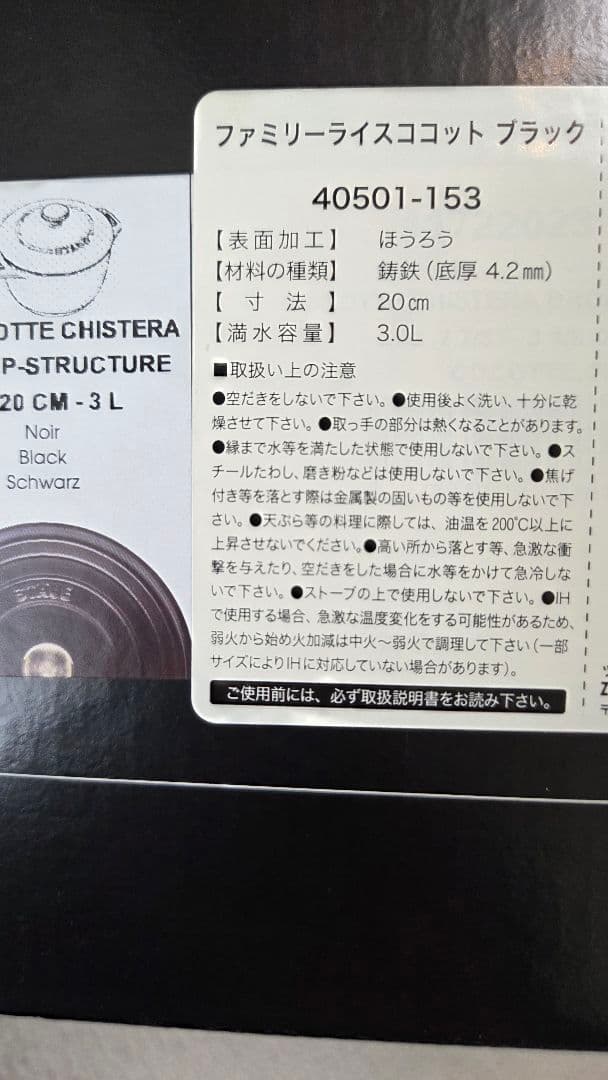 ファミリーライスココット ブラック
40501-153
【表面加工】 ほうろう
【材料の種類】 鋳鉄（底厚 4.2㎜）
【 寸 法 】 20㎝
【満水容量】 3.0L
■取扱い上の注意
●空だきをしないで下さい。●使用後よく洗い、十分に乾
燥させて下さい。●取っ手の部分は熱くなることがあります。
●縁まで水等を満たした状態で使用しないで下さい。●ス
チールたわし、磨き粉などは使用しないで下さい。●焦げ
付き等を落とす際は金属製の固いもの等を使用しないで下
さい。●天ぷら等の料理に際しては、油温を200℃以上に
上昇させないでください。●高い所から落とす等、急激な衝
撃を与えたり、空だきをした場合に水等をかけて急冷しな
いで下さい。●ストーブの上で使用しないで下さい。●IH
で使用する場合、急激な温度変化をする可能性があるため、
弱火から始め火加減は中火～弱火で調理して下さい（一部
サイズによりIHに対応していない場合があります）。
ご使用前には、必ず取扱説明書をお読み下さい。
OTTE CHISTERA
P-STRUCTURE
20 CM - 3 L
Noir
Black
Schwarz
STAUB